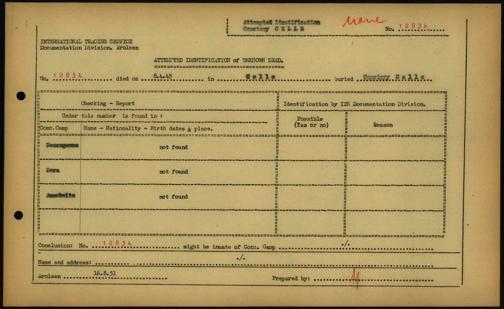 Attempted Identification
Cemetery CELLE
None
No. 12034
INTERNATIONAL TRACING SERVICE
Documentation Division, Arolsen
ATTEMPTED IDENTIFICATION of UNKNOWN DEAD.
No. 12034 died on 8.4.45 in Celle buried Cemetery Celle
Checking - Report
Identification by ITS Documentation Division.
Under this number is found in :
Possible (Yes or no)
Reason
Conc.Camp Name - Nationality - Birth dates & place.
Neuengamme not found
Dora not found
Auschwitz not found
Conclusion: No. 12034 might be inmate of Conc. Camp ./.
Name and address: ./.
Arolsen 16.8.51 Prepared by: